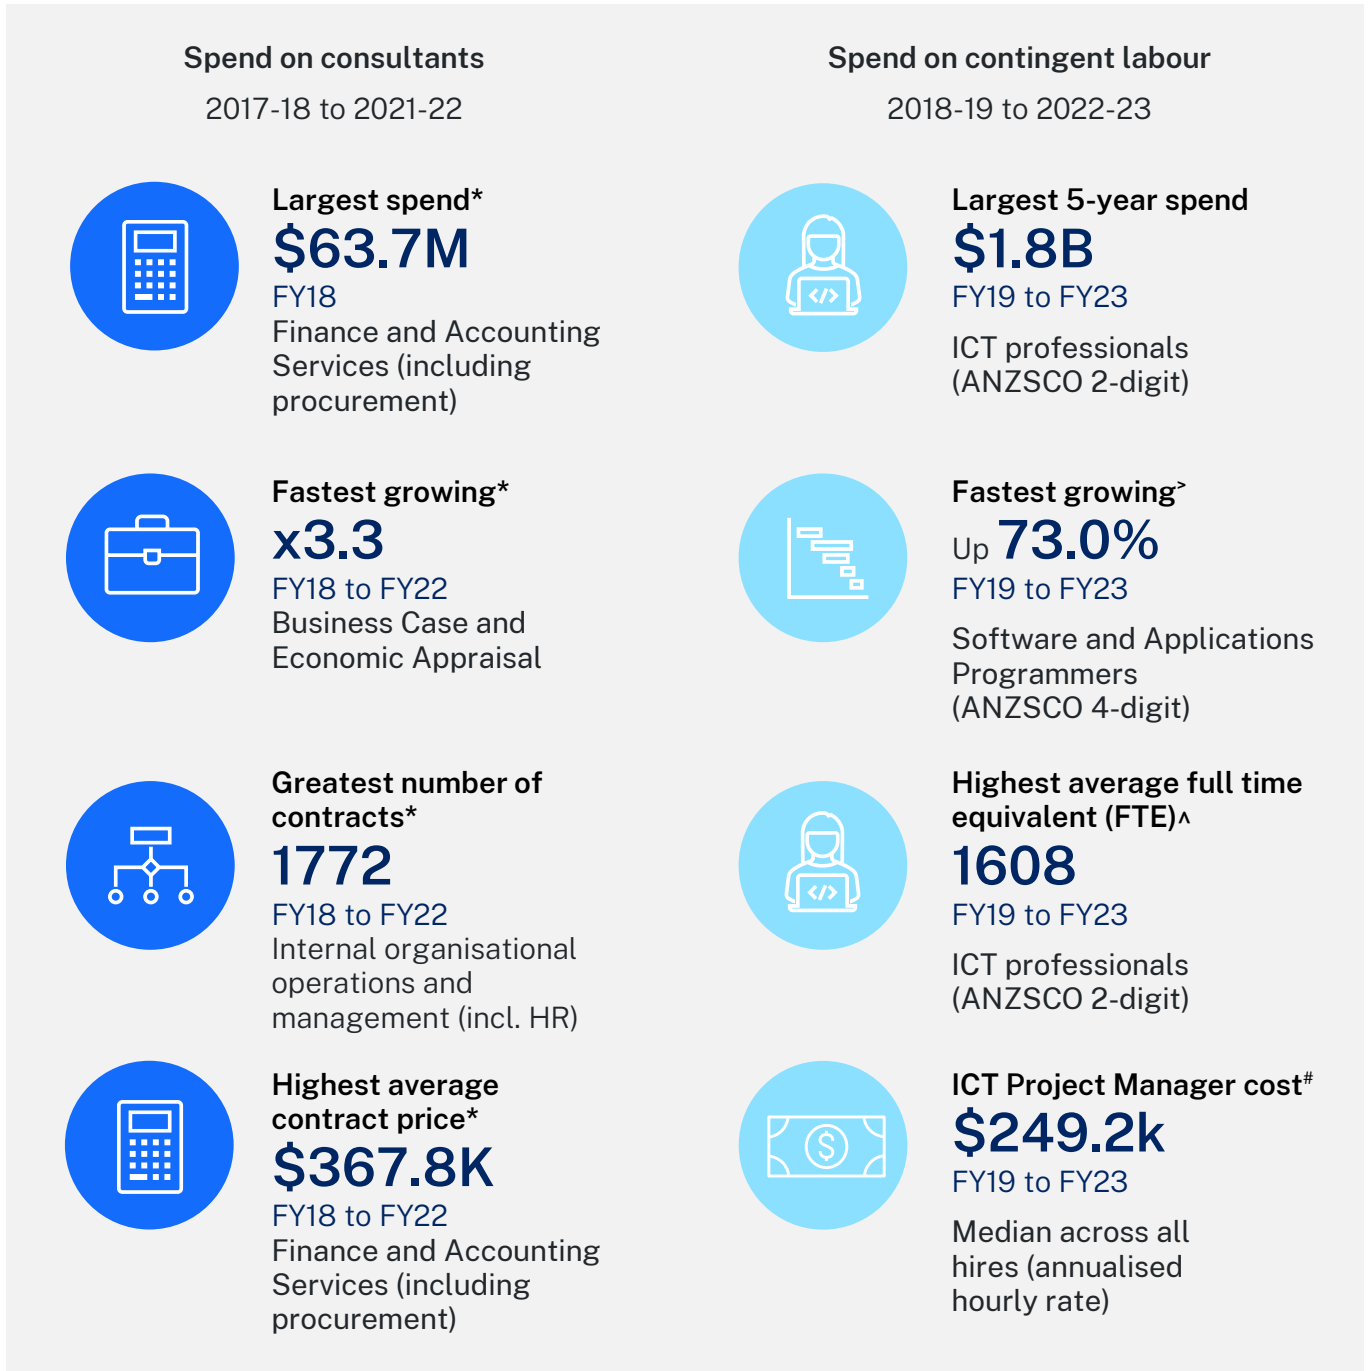 Spend on consultants
2017-18 to 2021-22
Largest spend*
$63.7M
FY18
Finance and Accounting
Services (including
procurement)
Fastest growing*
x3.3
FY18 to FY22
Business Case and
Economic Appraisal
Greatest number of
contracts*
1772
FY18 to FY22
Internal organisational
operations and
management (incl. HR)
Highest average
contract price*
$367.8K
FY18 to FY22
Finance and Accounting
Services (including
procurement)
Spend on contingent labour
2018-19 to 2022-23
Largest 5-year spend
$1.8B
FY19 to FY23
ICT professionals
(ANZSCO 2-digit)
Fastest growing>
Up 73.0%
FY19 to FY23
Software and Applications
Programmers
(ANZSCO 4-digit)
Highest average full time
equivalent (FTE)^
1608
FY19 to FY23
ICT professionals
(ANZSCO 2-digit)
ICT Project Manager cost#
$249.2k
FY19 to FY23
Median across all
hires (annualised
hourly rate)